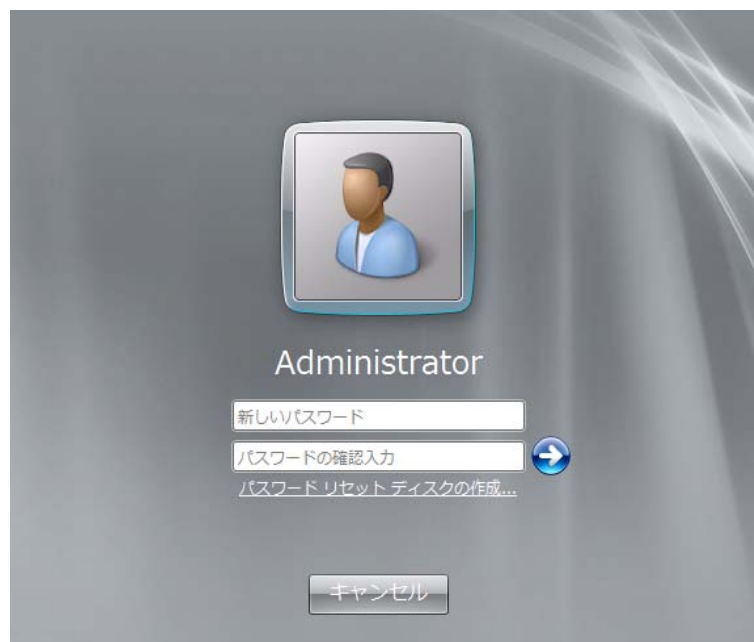 Administrator
新しいパスワード
パスワードの確認入力
パスワード リセット ディスクの作成...
キャンセル